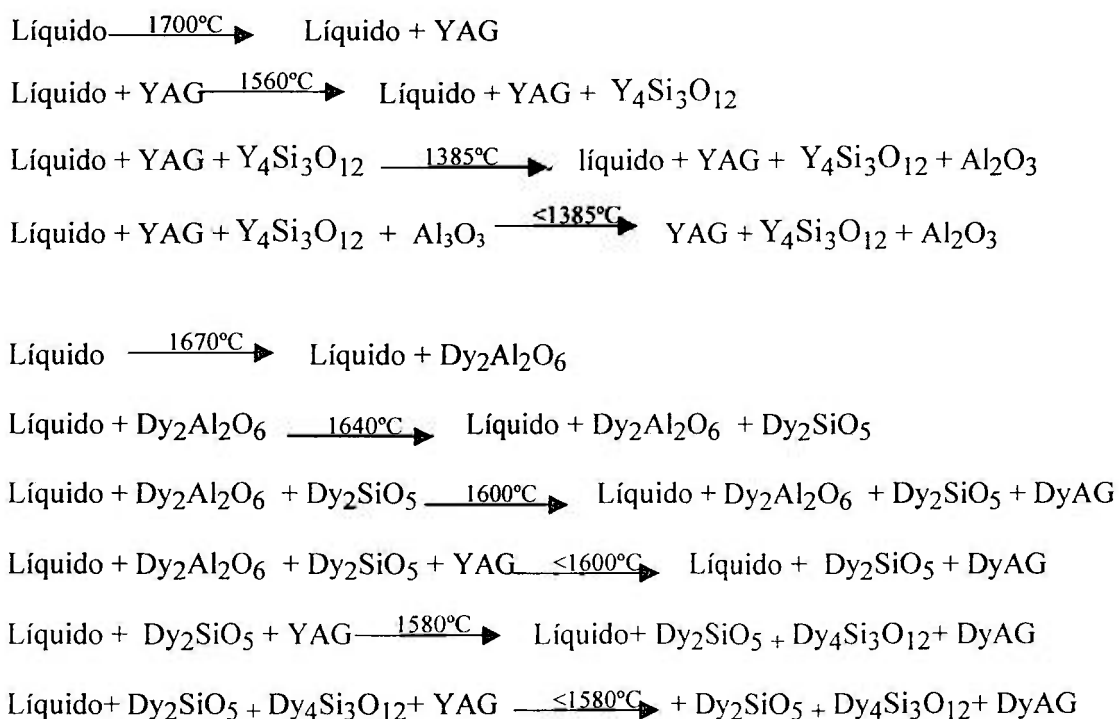 Líquido 1700ºC Líquido + YAG
Líquido + YAG 1560ºC Líquido + YAG + Y4Si3O12
Líquido + YAG + Y4Si3O12 1385ºC líquido + YAG + Y4Si3O12 + Al2O3
Líquido + YAG + Y4Si3O12 + Al3O3 <1385ºC YAG + Y4Si3O12 + Al2O3
Líquido 1670ºC Líquido + Dy2Al2O6
Líquido + Dy2Al2O6 1640ºC Líquido + Dy2Al2O6 + Dy2SiO5
Líquido + Dy2Al2O6 + Dy2SiO5 1600ºC Líquido + Dy2Al2O6 + Dy2SiO5 + DyAG
Líquido + Dy2Al2O6 + Dy2SiO5 + YAG <1600ºC Líquido + Dy2SiO5 + DyAG
Líquido + Dy2SiO5 + YAG 1580ºC Líquido+ Dy2SiO5 + Dy4Si3O12+ DyAG
Líquido+ Dy2SiO5 + Dy4Si3O12+ YAG <1580ºC + Dy2SiO5 + Dy4Si3O12+ DyAG